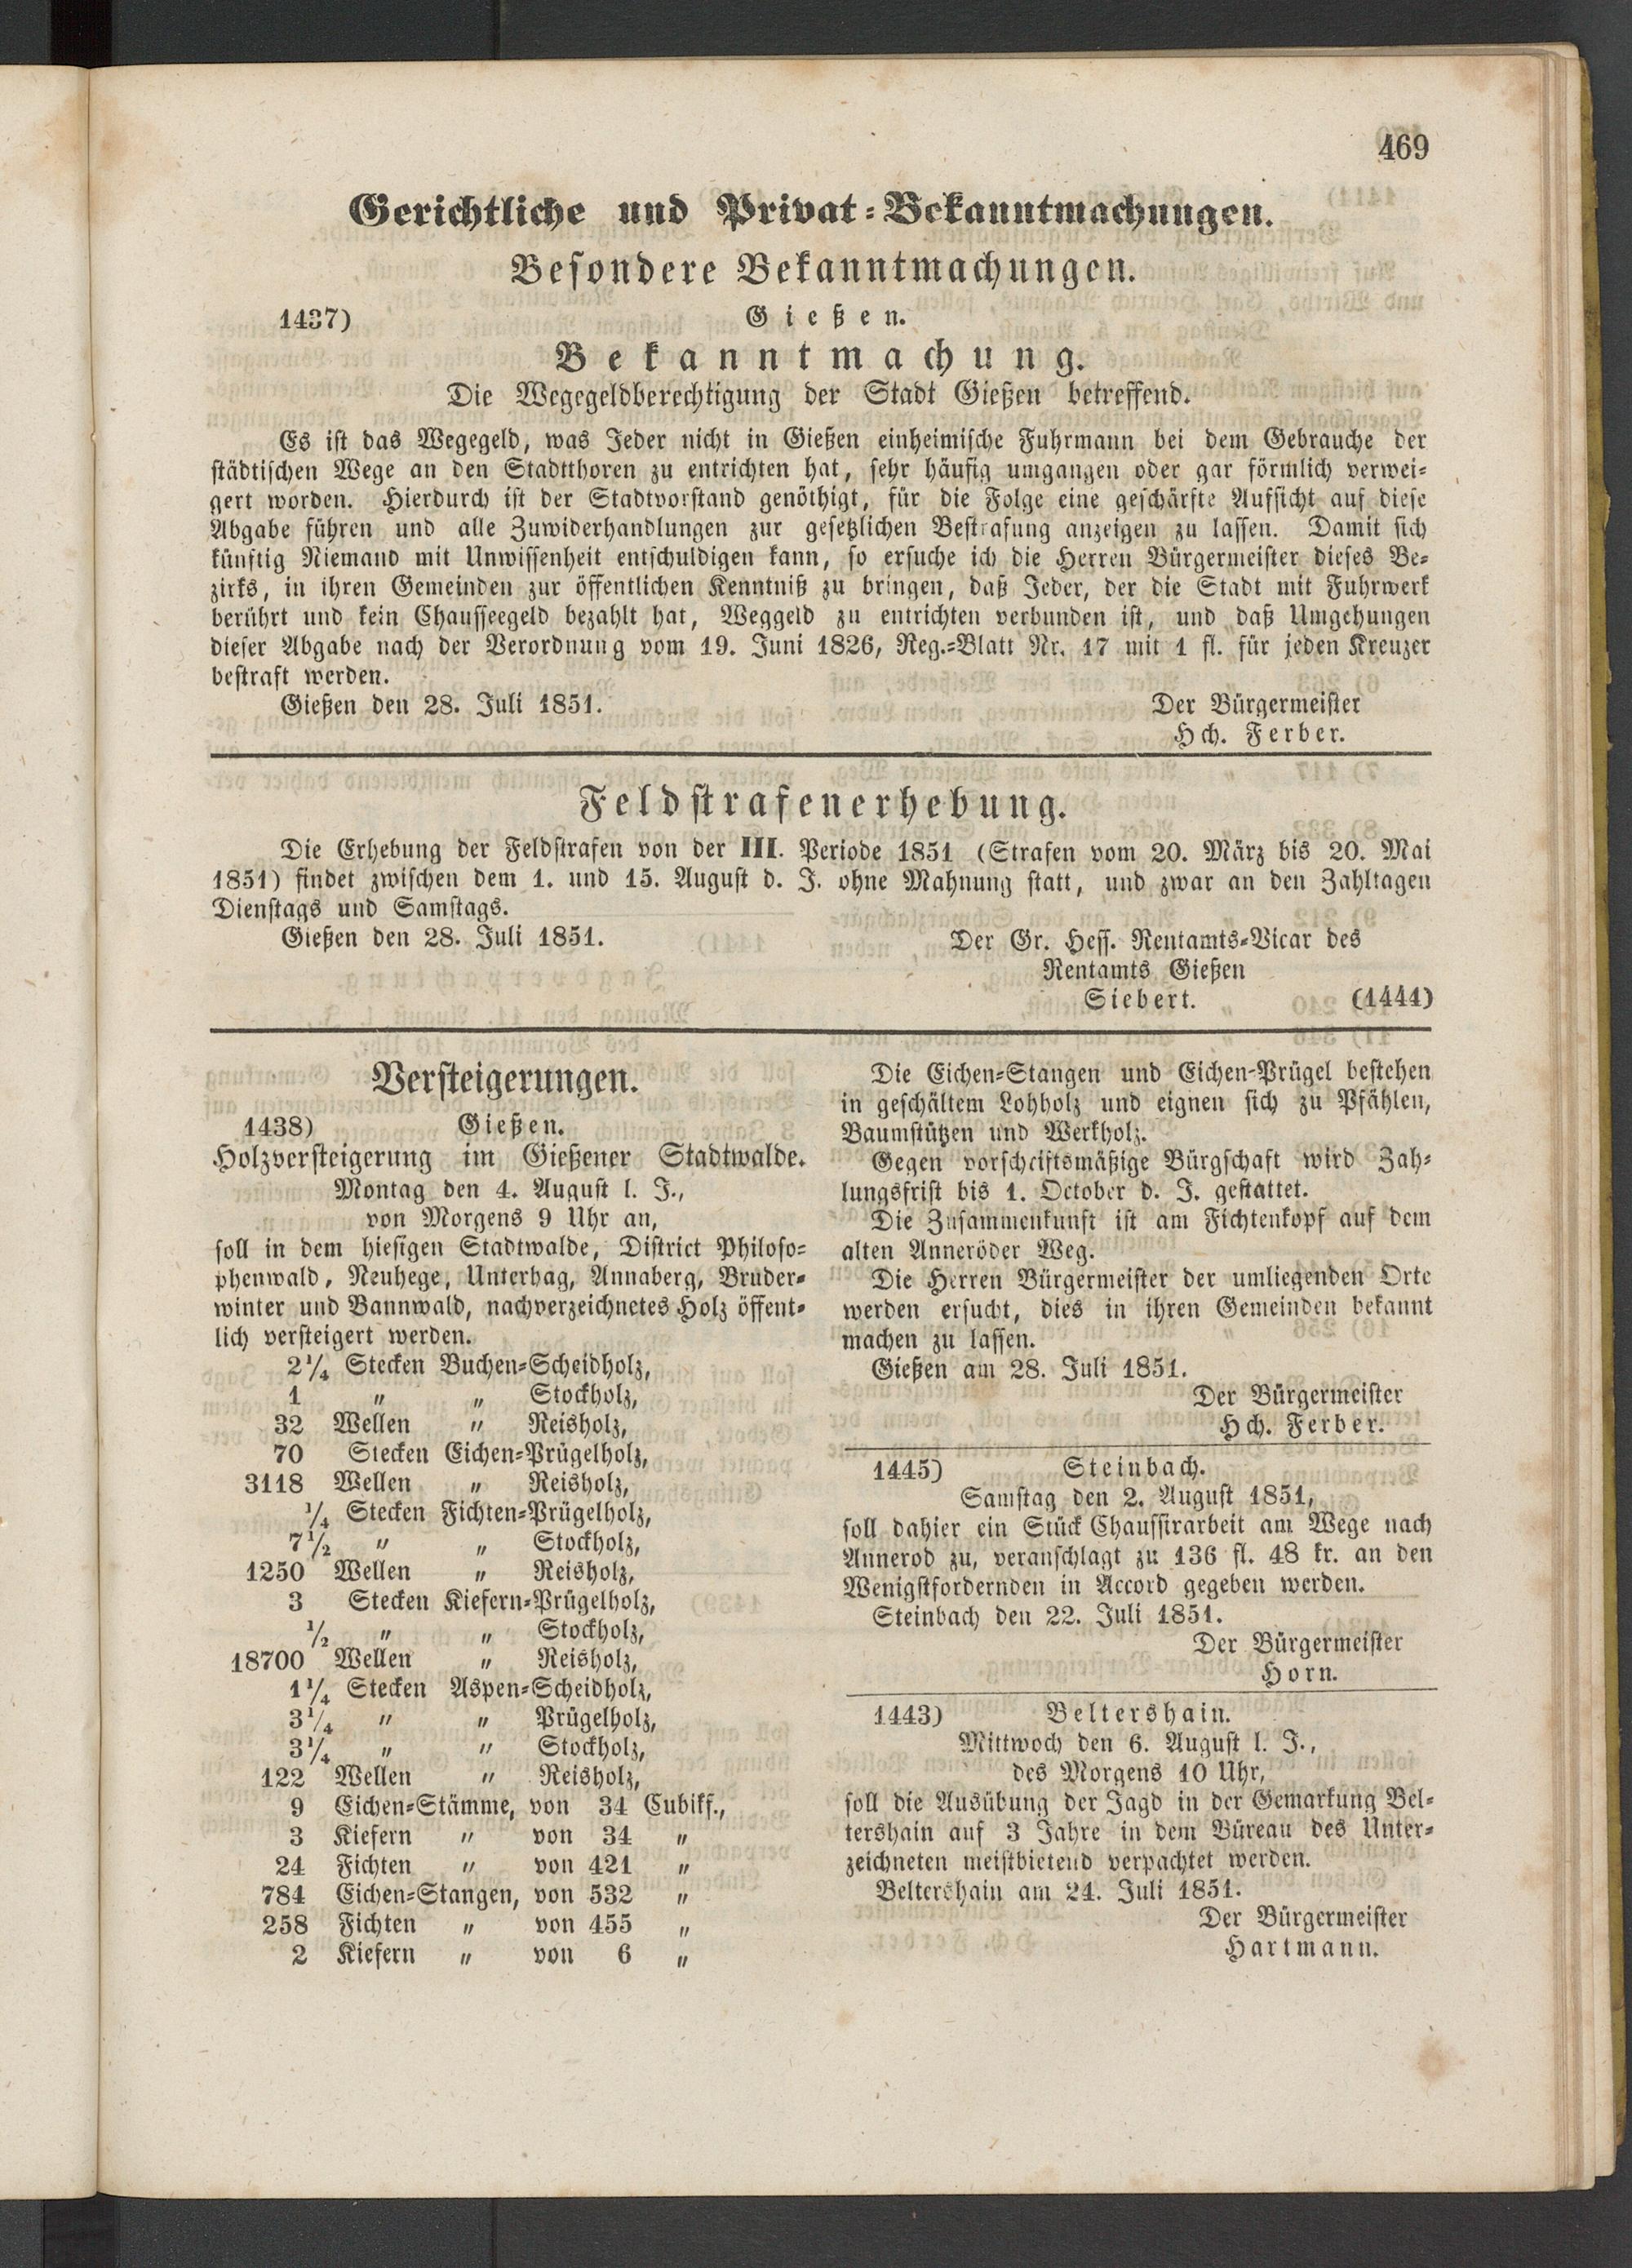 469
Gerichtliche und Privat-Bekanntmachungen.
Besondere Bekanntmachungen.
1437) Gießen.
Bekanntmachung.
Die Wegegeldberechtigung der Stadt Gießen betreffend.
Es ist das Wegegeld, was Jeder nicht in Gießen einheimische Fuhrmann bei dem Gebrauche der
städtischen Wege an den Stadtthoren zu entrichten hat, sehr häufig umgangen oder gar förmlich verwei-
gert worden. Hierdurch ist der Stadtvorstand genöthigt, für die Folge eine geschärfte Aufsicht auf diese
Abgabe führen und alle Zuwiderhandlungen zur gesetzlichen Bestrafung anzeigen zu lassen. Damit sich
künftig Niemand mit Unwissenheit entschuldigen kann, so ersuche ich die Herren Bürgermeister dieses Be-
zirks, in ihren Gemeinden zur öffentlichen Kenntniß zu bringen, daß Jeder, der die Stadt mit Fuhrwerk
berührt und kein Chausseegeld bezahlt hat, Weggeld zu entrichten verbunden ist, und daß Umgehungen
dieser Abgabe nach der Verordnung vom 19. Juni 1826, Reg.-Blatt Nr. 17 mit 1 fl. für jeden Kreuzer
bestraft werden.
Gießen den 28. Juli 1851. Der Bürgermeister
Hch. Ferber.
Feldstrafenerhebung.
Die Erhebung der Feldstrafen von der III. Periode 1851 (Strafen vom 20. März bis 20. Mai
1851) findet zwischen dem 1. und 15. August d. J. ohne Mahnung statt, und zwar an den Zahltagen
Dienstags und Samstags.
Gießen den 28. Juli 1851. Der Gr. Hess. Rentamts-Vicar des
Rentamts Gießen
Siebert. (1444)
Versteigerungen.
1438) Gießen.
Holzversteigerung im Gießener Stadtwalde.
Montag den 4. August l. J.,
von Morgens 9 Uhr an,
soll in dem hiesigen Stadtwalde, District Philoso-
phenwald, Neuhege, Unterhag, Annaberg, Bruder-
winter und Bannwald, nachverzeichnetes Holz öffent-
lich versteigert werden.
2 1/4 Stecken Buchen-Scheidholz,
1 " " Stockholz,
32 Wellen " Reisholz,
70 Stecken Eichen-Prügelholz,
3118 Wellen " Reisholz,
1/4 Stecken Fichten-Prügelholz,
7 1/2 " " Stockholz,
1250 Wellen " Reisholz,
3 Stecken Kiefern-Prügelholz,
1/2 " " Stockholz,
18700 Wellen " Reisholz,
1 1/4 Stecken Aspen-Scheidholz,
3 1/4 " " Prügelholz,
3 1/4 " " Stockholz,
122 Wellen " Reisholz,
9 Eichen-Stämme, von 34 Cubikf.,
3 Kiefern " von 34 "
24 Fichten " von 421 "
784 Eichen-Stangen, von 532 "
258 Fichten " von 455 "
2 Kiefern " von 6 "
Die Eichen-Stangen und Eichen-Prügel bestehen
in geschältem Lohholz und eignen sich zu Pfählen,
Baumstützen und Werkholz.
Gegen vorschriftsmäßige Bürgschaft wird Zah-
lungsfrist bis 1. October d. J. gestattet.
Die Zusammenkunft ist am Fichtenkopf auf dem
alten Anneröder Weg.
Die Herren Bürgermeister der umliegenden Orte
werden ersucht, dies in ihren Gemeinden bekannt
machen zu lassen.
Gießen am 28. Juli 1851.
Der Bürgermeister
Hch. Ferber.
1445) Steinbach.
Samstag den 2. August 1851,
soll dahier ein Stück Chaussirarbeit am Wege nach
Annerod zu, veranschlagt zu 136 fl. 48 kr. an den
Wenigstfordernden in Accord gegeben werden.
Steinbach den 22. Juli 1851.
Der Bürgermeister
Horn.
1443) Beltershain.
Mittwoch den 6. August l. J.,
des Morgens 10 Uhr,
soll die Ausübung der Jagd in der Gemarkung Bel-
tershain auf 3 Jahre in dem Büreau des Unter-
zeichneten meistbietend verpachtet werden.
Beltershain am 24. Juli 1851.
Der Bürgermeister
Hartmann.